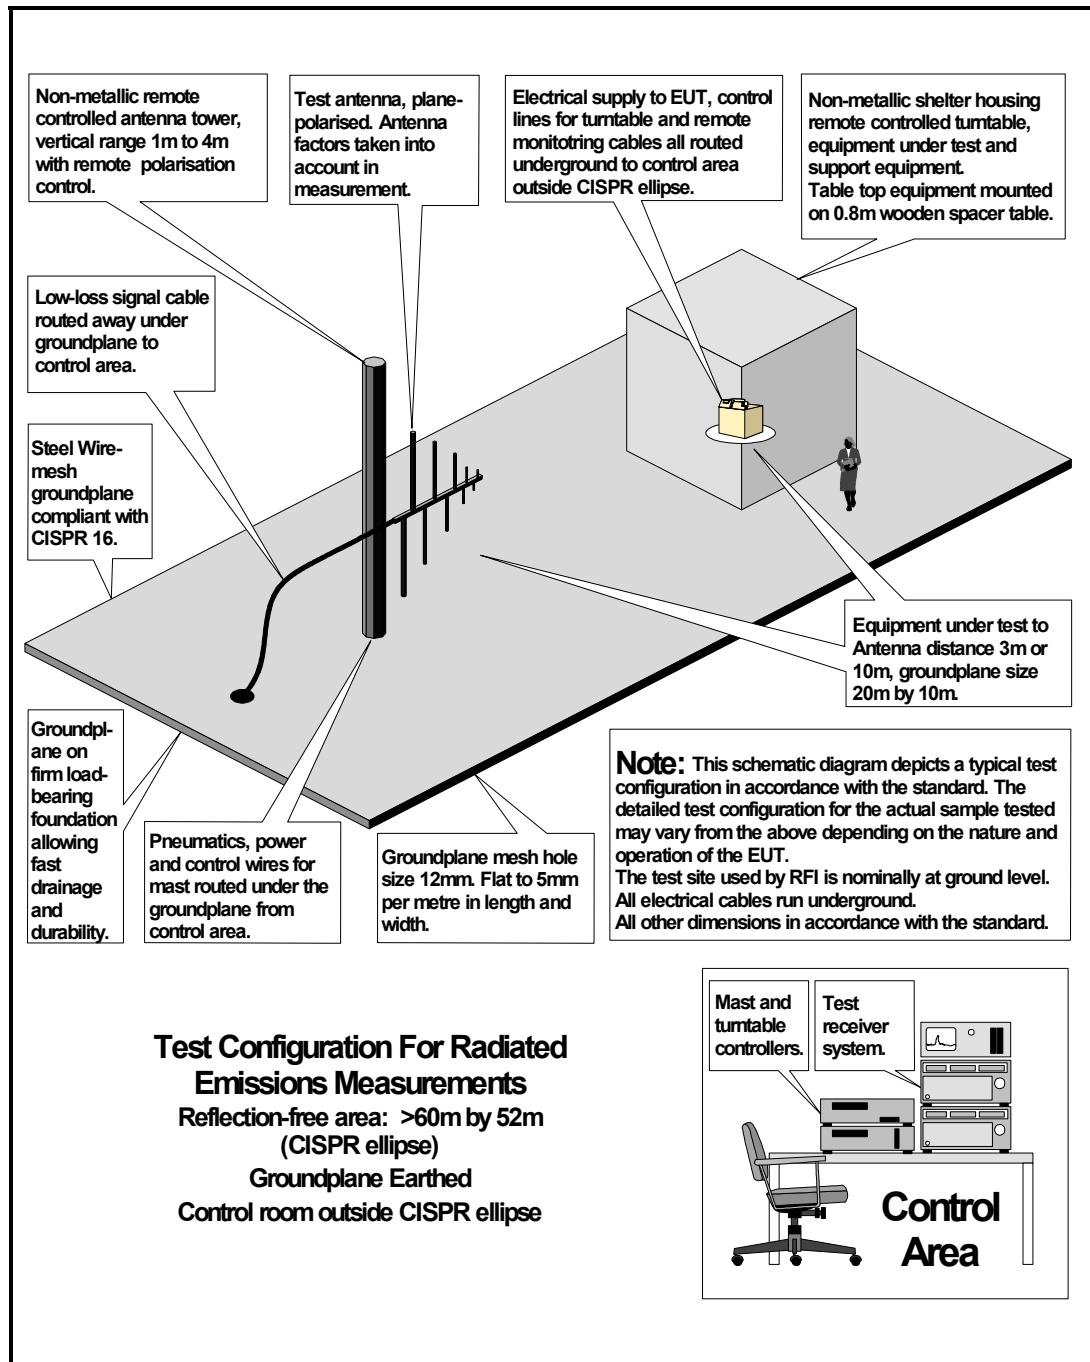 Non-metallic remote
controlled antenna tower,
vertical range 1m to 4m
with remote polarisation
control.
Test antenna, plane-
polarised. Antenna
factors taken into
account in
measurement.
Electrical supply to EUT, control
lines for turntable and remote
monitotring cables all routed
underground to control area
outside CISPR ellipse.
Non-metallic shelter housing
remote controlled turntable,
equipment under test and
support equipment.
Table top equipment mounted
on 0.8m wooden spacer table.
Low-loss signal cable
routed away under
groundplane to
control area.
Steel Wire-
mesh
groundplane
compliant with
CISPR 16.
Equipment under test to
Antenna distance 3m or
10m, groundplane size
20m by 10m.
Groundpl-
ane on
firm load-
bearing
foundation
allowing
fast
drainage
and
durability.
Pneumatics, power
and control wires for
mast routed under the
groundplane from
control area.
Groundplane mesh hole
size 12mm. Flat to 5mm
per metre in length and
width.
Note: This schematic diagram depicts a typical test
configuration in accordance with the standard. The
detailed test configuration for the actual sample tested
may vary from the above depending on the nature and
operation of the EUT.
The test site used by RFI is nominally at ground level.
All electrical cables run underground.
All other dimensions in accordance with the standard.
Test Configuration For Radiated
Emissions Measurements
Reflection-free area: >60m by 52m
(CISPR ellipse)
Groundplane Earthed
Control room outside CISPR ellipse
Mast and
turntable
controllers.
Test
receiver
system.
Control
Area